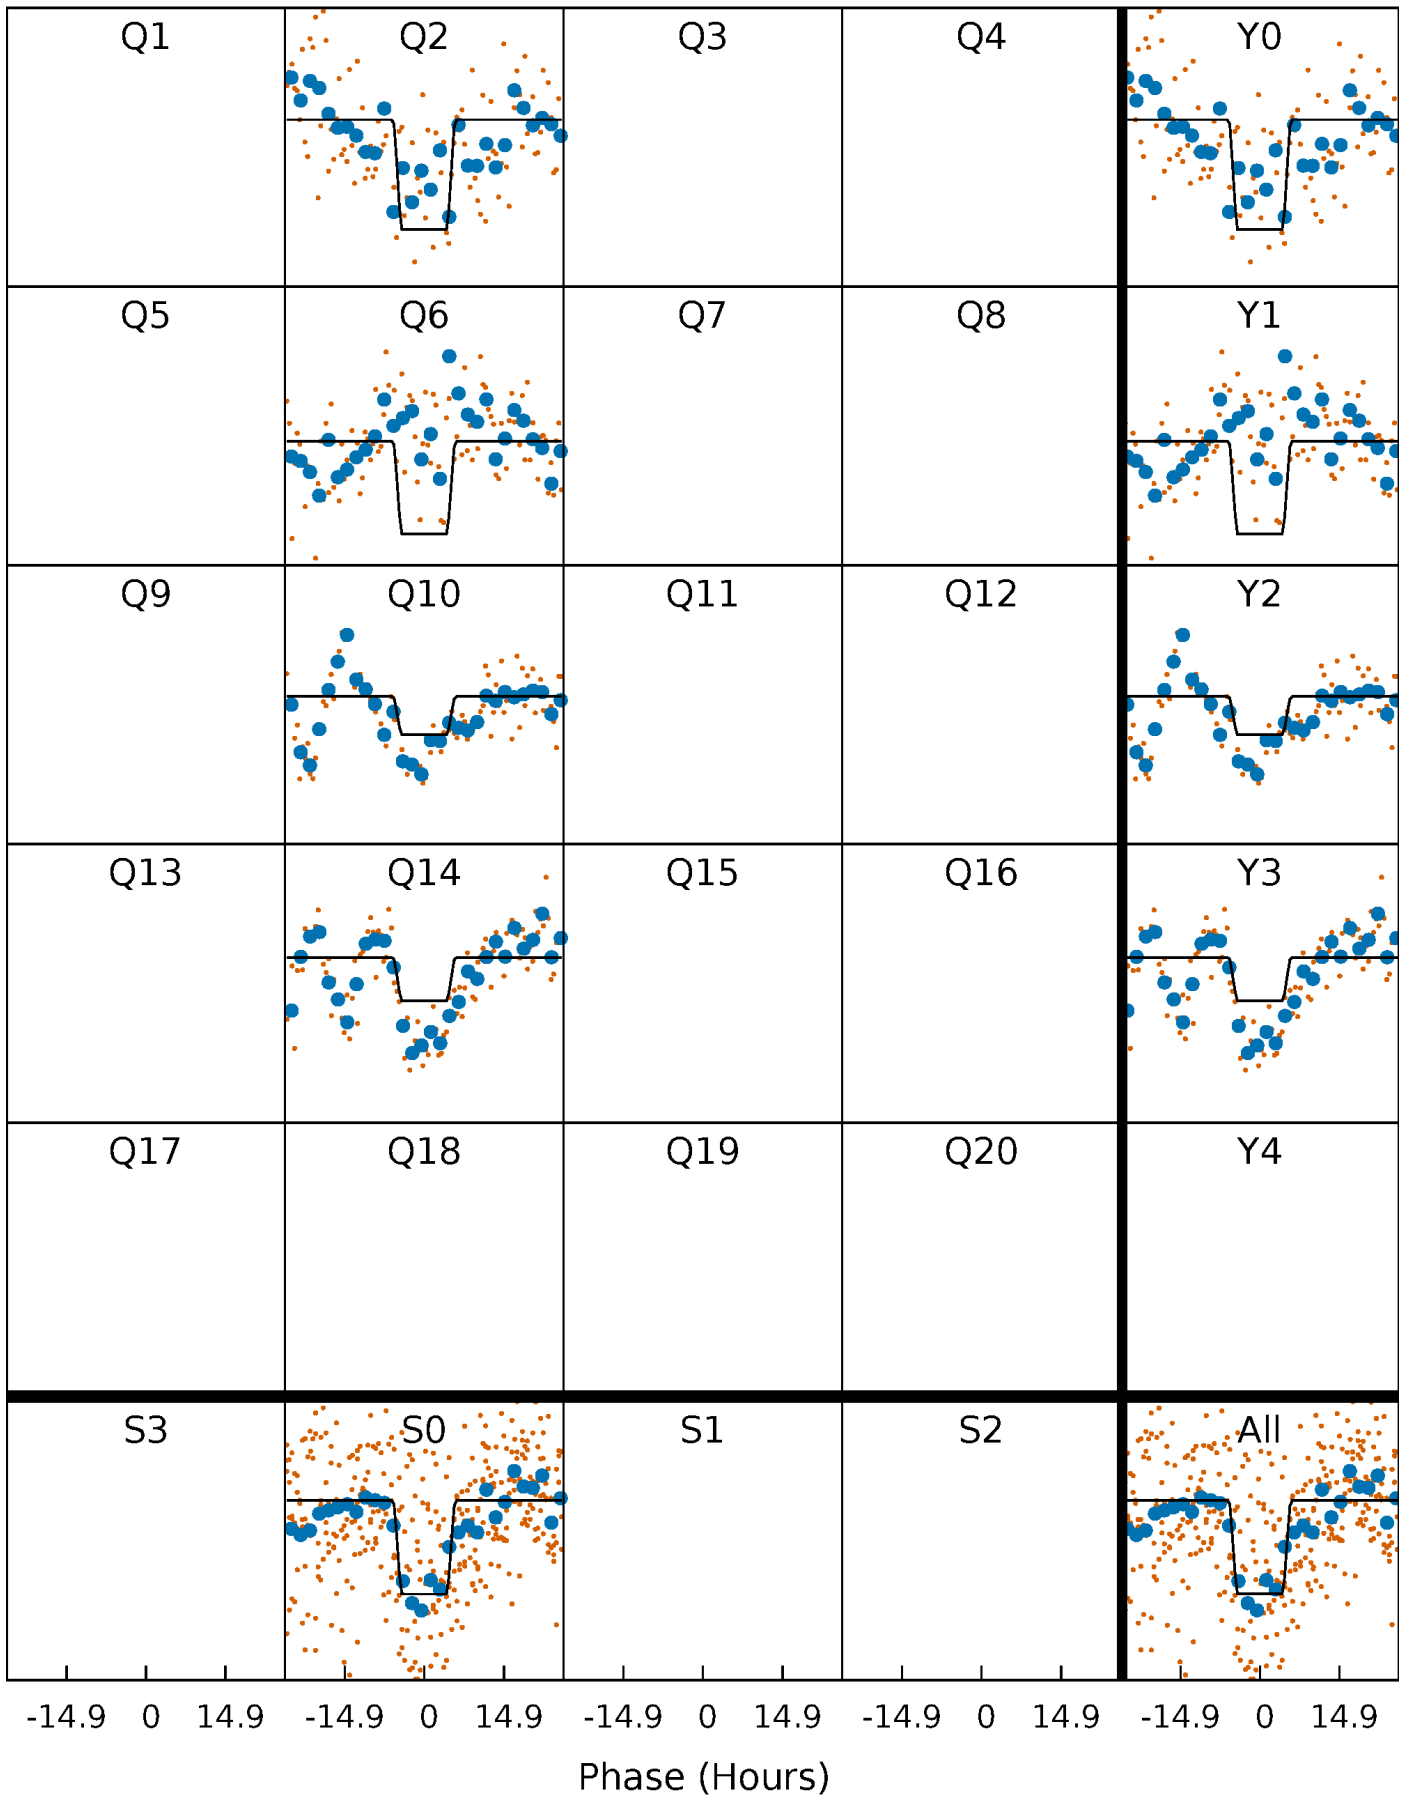 Q1 Q2 Q3 Q4 Y0
Q5 Q6 Q7 Q8 Y1
Q9 Q10 Q11 Q12 Y2
Q13 Q14 Q15 Q16 Y3
Q17 Q18 Q19 Q20 Y4
S3 S0 S1 S2 All
-14.9 0 14.9 -14.9 0 14.9 -14.9 0 14.9 -14.9 0 14.9 -14.9 0 14.9
Phase (Hours)